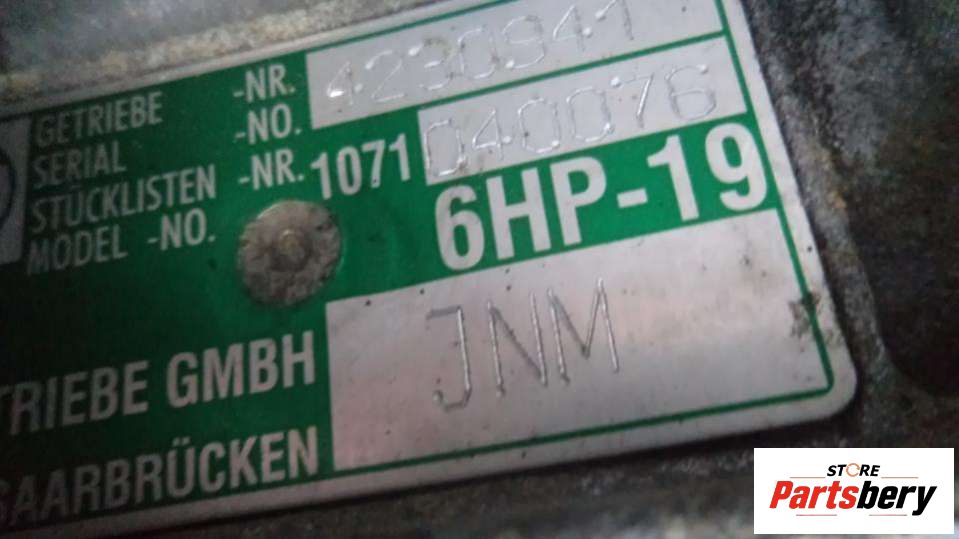 GETRIEBE -NR. 4230941
SERIAL -NO.
STÜCKLISTEN -NR. 1071 040076
MODEL -NO. 6HP-19
TRIEBE GMBH JNM
SAARBRÜCKEN
STORE
Partsbery